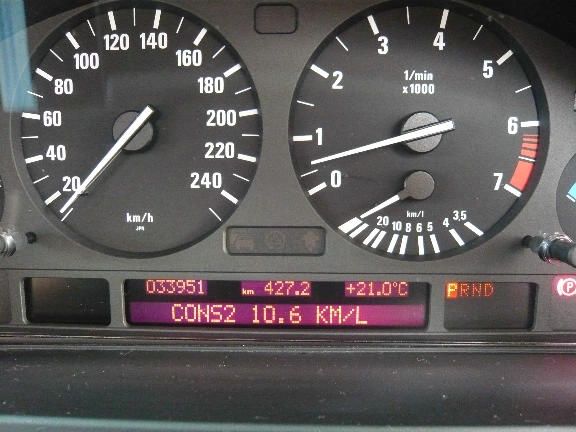 20 40 60 80 100 120 140 160 180 200 220 240
km/h
JPN
0 1 2 3 4 5 6 7
1/min
x1000
km/l
20 10 8 6 5 4 3,5
033951 km 427.2 +21.0°C PRND (P)
CONS2 10.6 KM/L